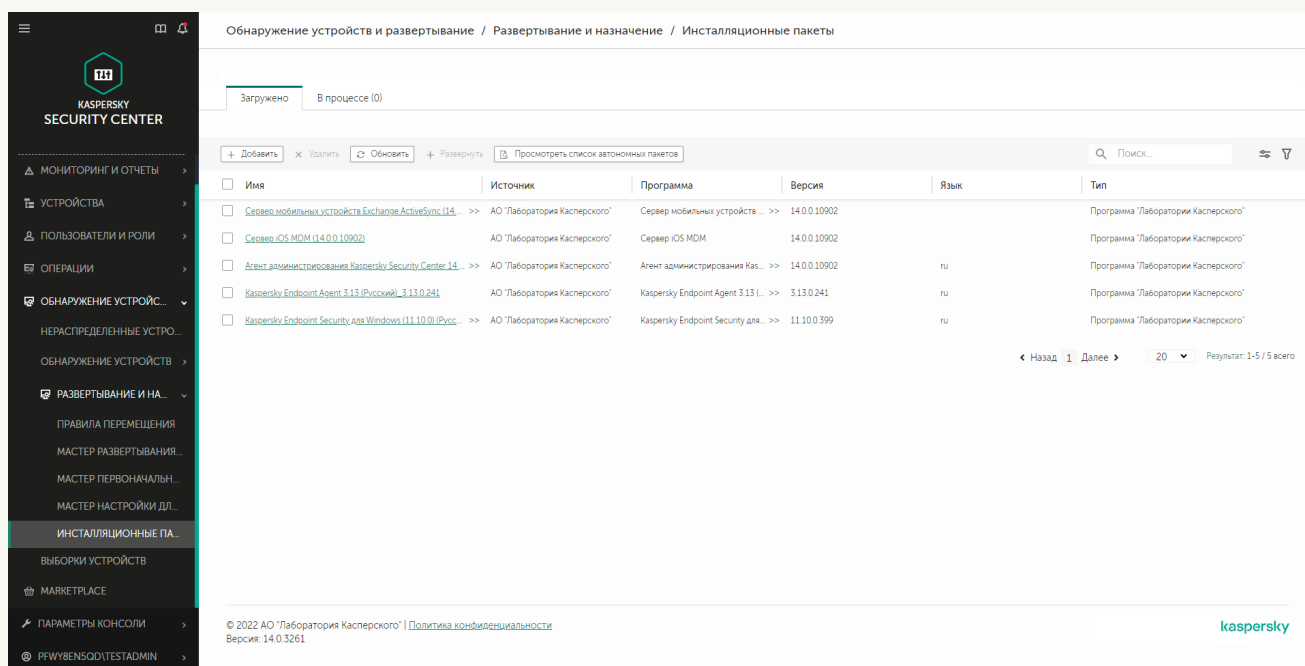 Обнаружение устройств и развертывание / Развертывание и назначение / Инсталляционные пакеты
KASPERSKY
SECURITY CENTER
МОНИТОРИНГ И ОТЧЕТЫ
УСТРОЙСТВА
ПОЛЬЗОВАТЕЛИ И РОЛИ
ОПЕРАЦИИ
ОБНАРУЖЕНИЕ УСТРОЙС...
НЕРАСПРЕДЕЛЕННЫЕ УСТРО...
ОБНАРУЖЕНИЕ УСТРОЙСТВ
РАЗВЕРТЫВАНИЕ И НА...
ПРАВИЛА ПЕРЕМЕЩЕНИЯ
МАСТЕР РАЗВЕРТЫВАНИЯ...
МАСТЕР ПЕРВОНАЧАЛЬН...
МАСТЕР НАСТРОЙКИ ДЛ...
ИНСТАЛЛЯЦИОННЫЕ ПА...
ВЫБОРКИ УСТРОЙСТВ
MARKETPLACE
ПАРАМЕТРЫ КОНСОЛИ
PFWY8EN5QD\TESTADMIN
Загружено В процессе (0)
+ Добавить × Удалить Обновить + Развернуть Просмотреть список автономных пакетов Поиск...
Имя Источник Программа Версия Язык Тип
Сервер мобильных устройств Exchange ActiveSync (14.... >> АО "Лаборатория Касперского" Сервер мобильных устройств ... >> 14.0.0.10902 Программа "Лаборатории Касперского"
Сервер iOS MDM (14.0.0.10902) АО "Лаборатория Касперского" Сервер iOS MDM 14.0.0.10902 Программа "Лаборатории Касперского"
Агент администрирования Kaspersky Security Center 14.... >> АО "Лаборатория Касперского" Агент администрирования Kas... >> 14.0.0.10902 ru Программа "Лаборатории Касперского"
Kaspersky Endpoint Agent 3.13 (Русский)_3.13.0.241 АО "Лаборатория Касперского" Kaspersky Endpoint Agent 3.13 (... >> 3.13.0.241 ru Программа "Лаборатории Касперского"
Kaspersky Endpoint Security для Windows (11.10.0) (Русс... >> АО "Лаборатория Касперского" Kaspersky Endpoint Security для... >> 11.10.0.399 ru Программа "Лаборатории Касперского"
Назад 1 Далее 20 Результат: 1-5 / 5 всего
© 2022 АО "Лаборатория Касперского" | Политика конфиденциальности
Версия: 14.0.3261
kaspersky